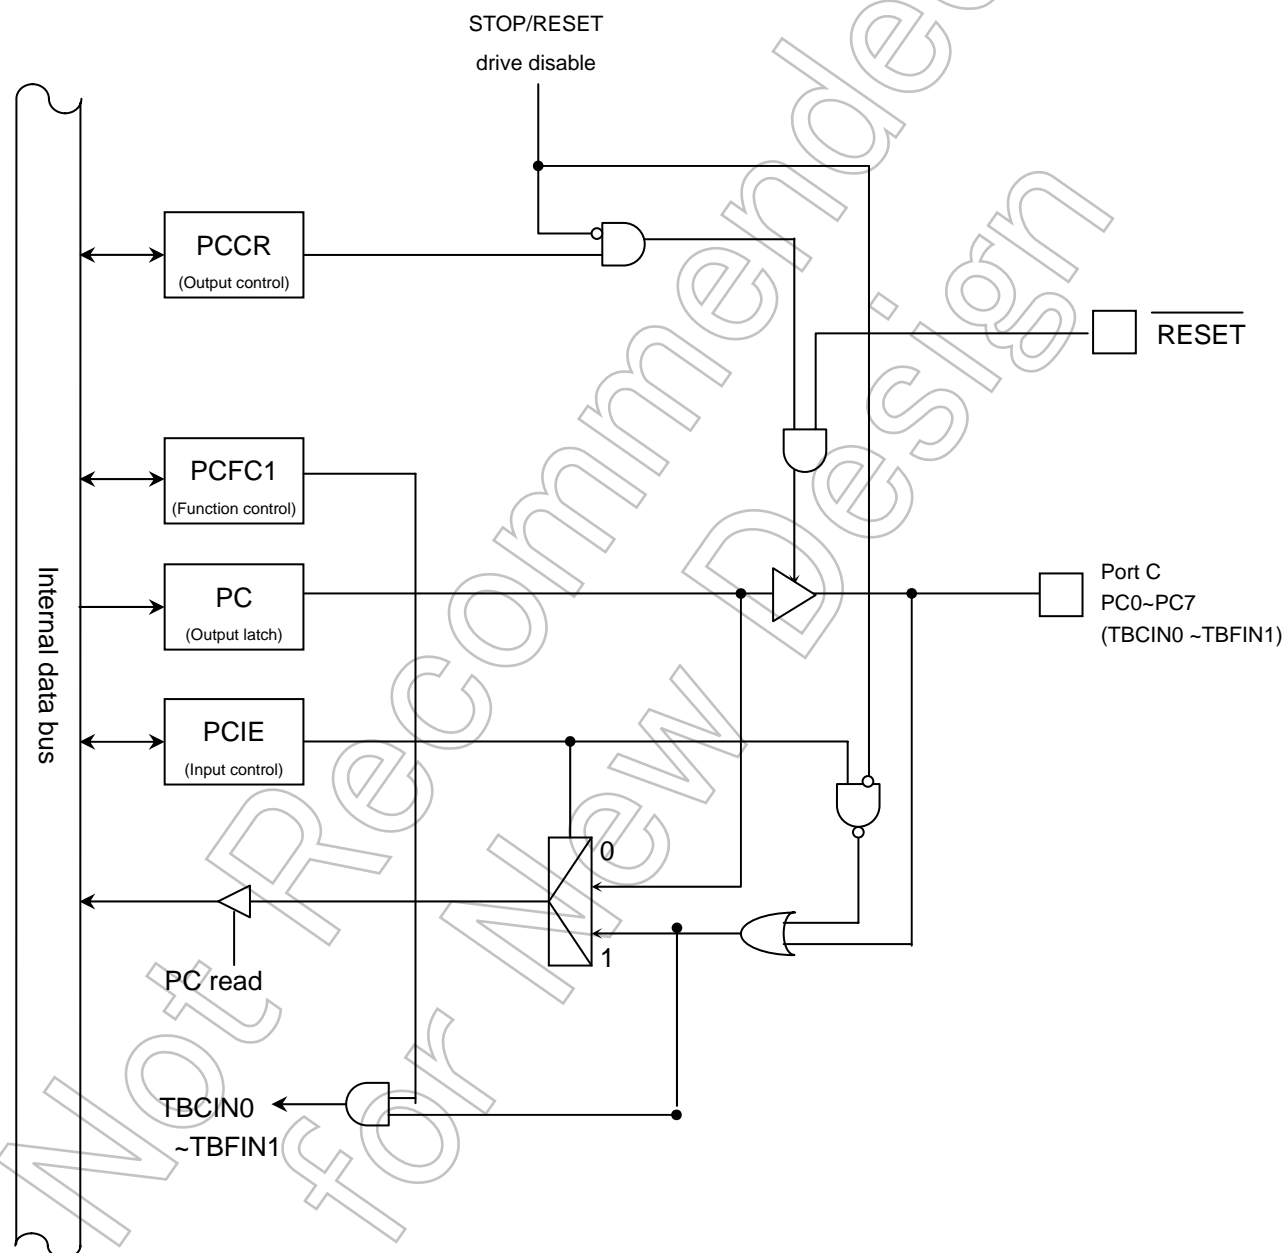 STOP/RESET
drive disable
PCCR
(Output control)
RESET
PCFC1
(Function control)
Internal data bus
PC
(Output latch)
Port C
PC0~PC7
(TBCIN0 ~TBFIN1)
PCIE
(Input control)
0
1
PC read
TBCIN0
~TBFIN1
Not Recommended
for New Design